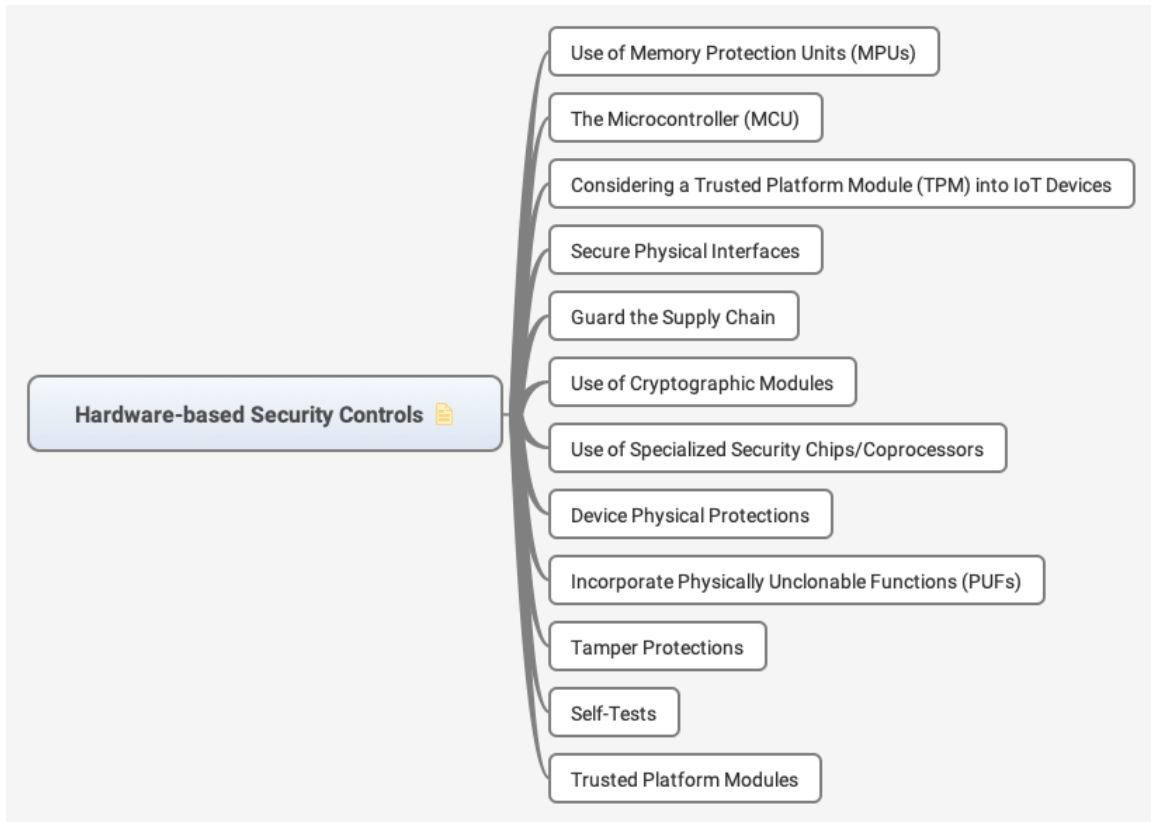 Use of Memory Protection Units (MPUs)
The Microcontroller (MCU)
Considering a Trusted Platform Module (TPM) into IoT Devices
Secure Physical Interfaces
Guard the Supply Chain
Use of Cryptographic Modules
Hardware-based Security Controls
Use of Specialized Security Chips/Coprocessors
Device Physical Protections
Incorporate Physically Unclonable Functions (PUFs)
Tamper Protections
Self-Tests
Trusted Platform Modules